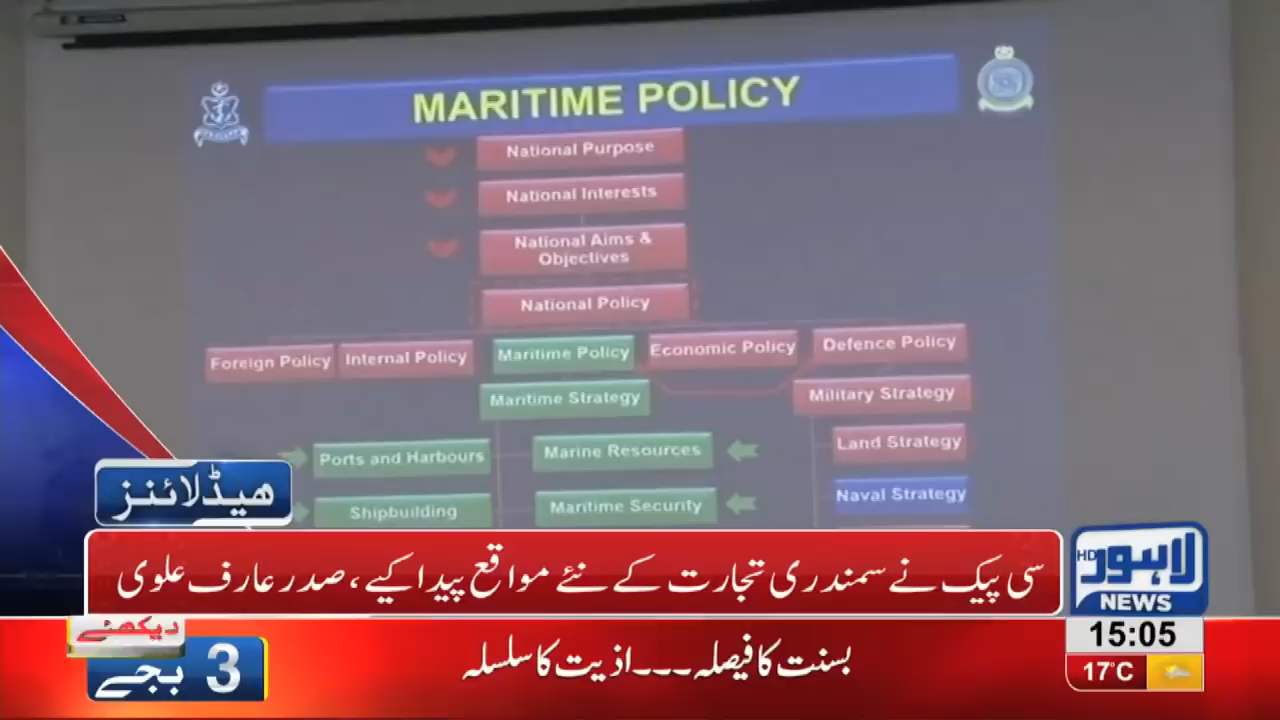 MARITIME POLICY
National Purpose
National Interests
National Aims &
Objectives
National Policy
Foreign Policy
Internal Policy
Maritime Policy
Economic Policy
Defence Policy
Maritime Strategy
Military Strategy
Ports and Harbours
Marine Resources
Land Strategy
Shipbuilding
Maritime Security
Naval Strategy
ھیڈلائنز
سی پیک نے سمندری تجارت کے نئے مواقع پیدا کیے، صدر عارف علوی
HD
لاہور
NEWS
15:05
17°C
دیکھئے
3 بجے
بسنت کا فیصلہ۔۔۔ اذیت کا سلسلہ